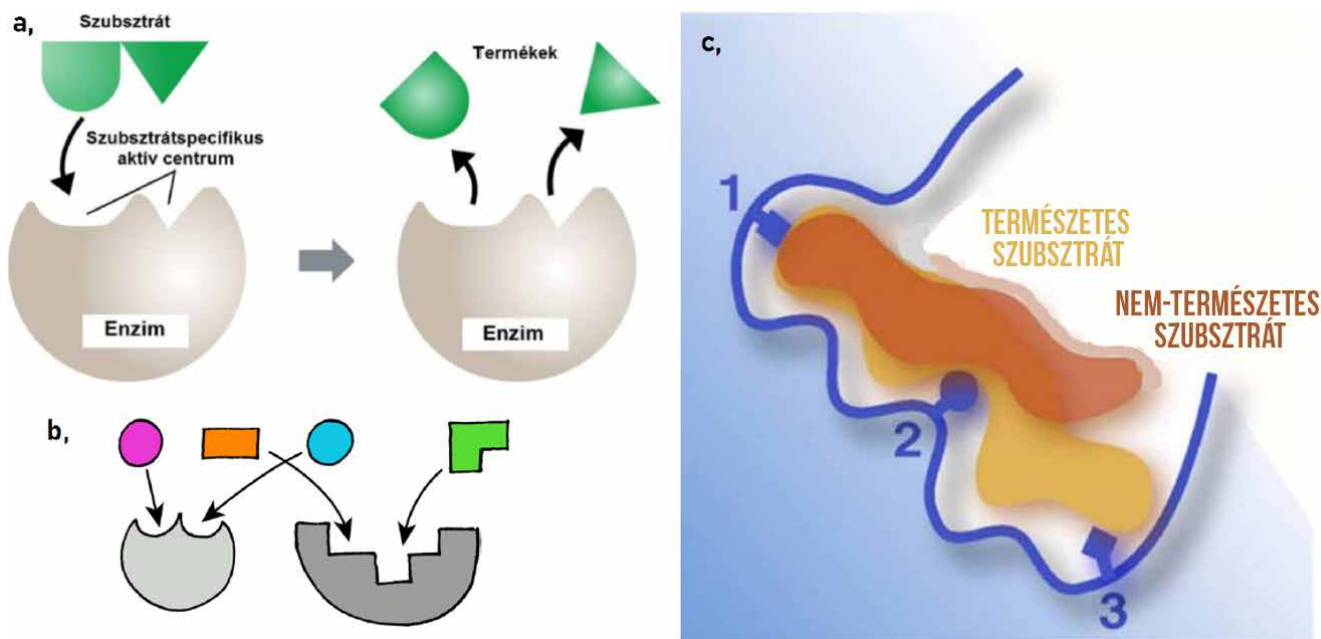 a,
Szubsztrát
Szubsztrátspecifikus
aktív centrum
Enzim
Termékek
Enzim
b,
c,
1
TERMÉSZETES
SZUBSZTRÁT
NEM-TERMÉSZETES
SZUBSZTRÁT
2
3